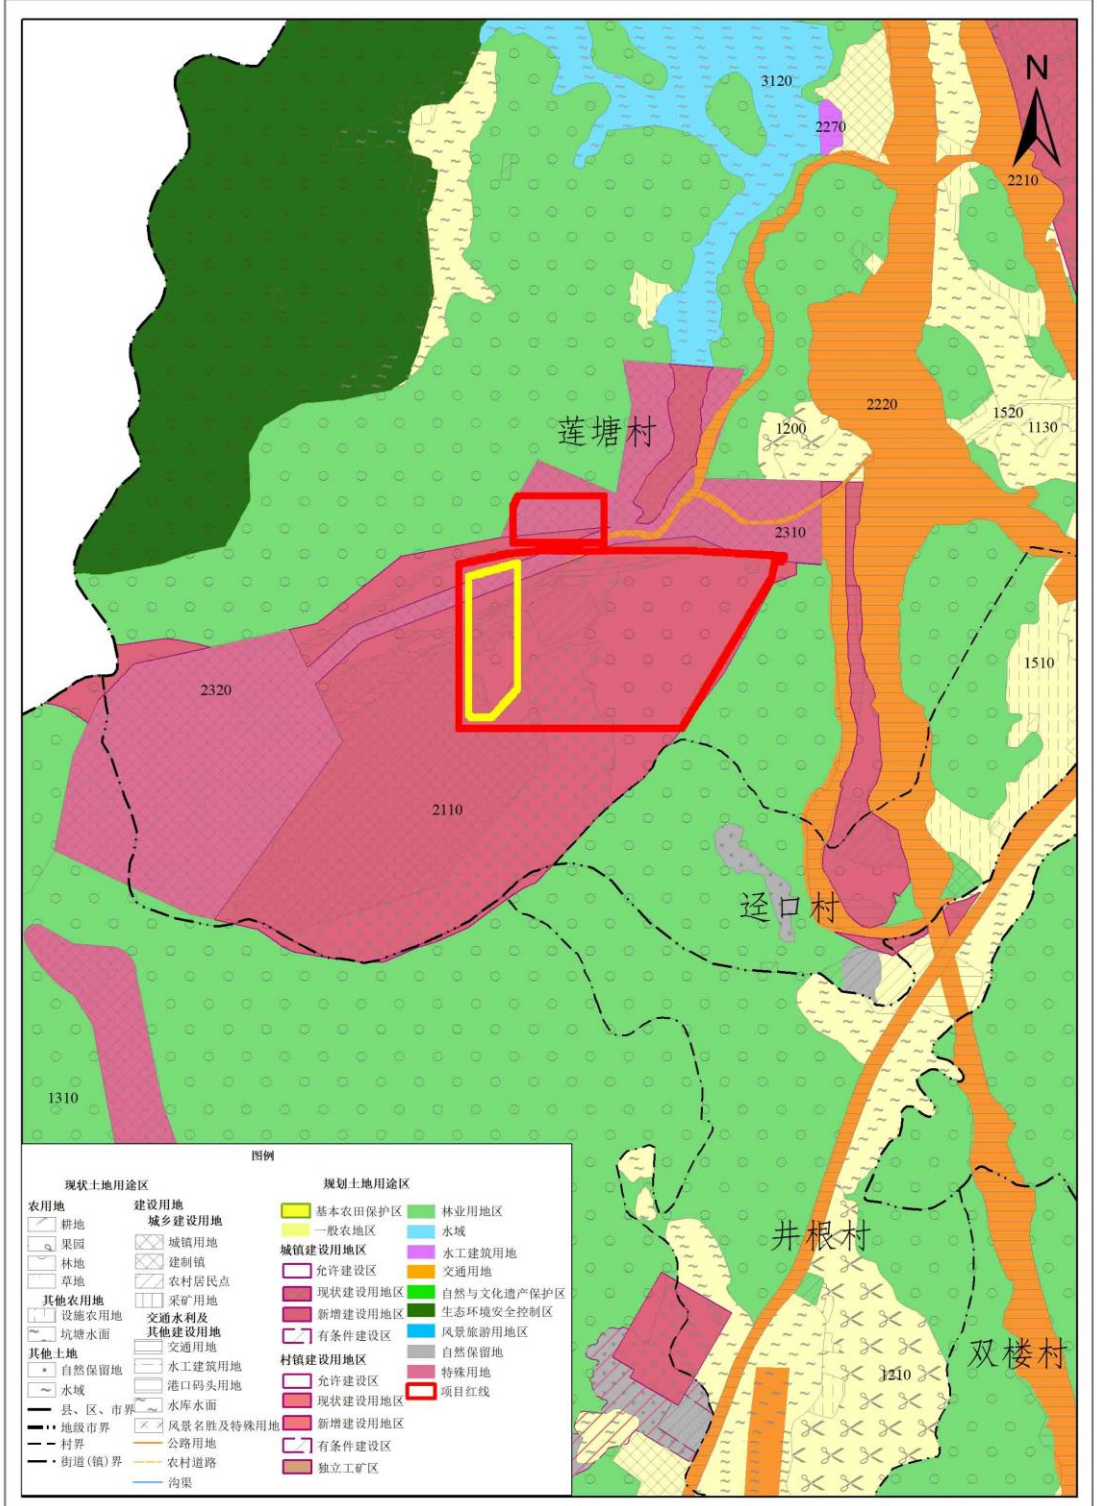 N
3120
2270
2210
2220
1520
1200
1130
莲塘村
2310
1510
2320
2110
迳口村
1310
井根村
双楼村
1210
图例
现状土地用途区
农用地
耕地
果园
林地
草地
其他农用地
设施农用地
坑塘水面
其他土地
自然保留地
水域
县、区、市界
地级市界
村界
街道(镇)界
建设用地
城乡建设用地
城镇用地
建制镇
农村居民点
采矿用地
交通水利及
其他建设用地
交通用地
水工建筑用地
港口码头用地
水库水面
风景名胜及特殊用地
公路用地
农村道路
沟渠
规划土地用途区
基本农田保护区
一般农地区
城镇建设用地区
允许建设区
现状建设用地区
新增建设用地区
有条件建设区
村镇建设用地区
允许建设区
现状建设用地区
新增建设用地区
有条件建设区
独立工矿区
林业用地区
水域
水工建筑用地
交通用地
自然与文化遗产保护区
生态环境安全控制区
风景旅游用地区
自然保留地
特殊用地
项目红线